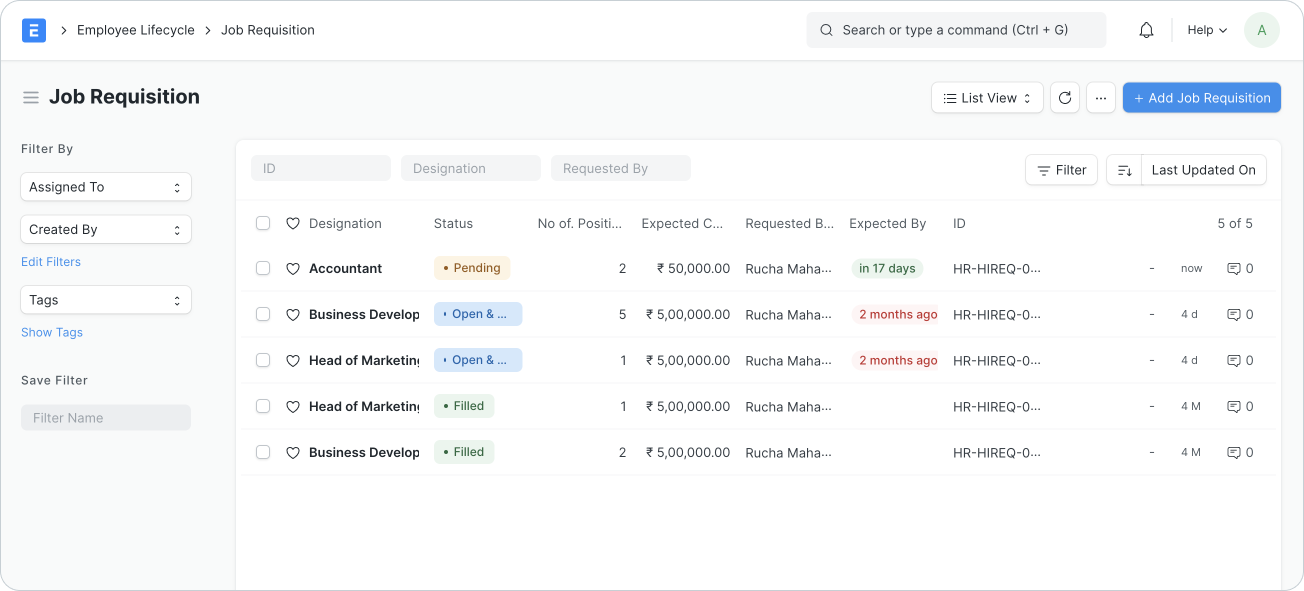 E Employee Lifecycle Job Requisition Search or type a command (Ctrl + G) Help A
Job Requisition List View ... + Add Job Requisition
Filter By
Assigned To
Created By
Edit Filters
Tags
Show Tags
Save Filter
Filter Name
ID Designation Requested By Filter Last Updated On
Designation Status No of. Positi... Expected C... Requested B... Expected By ID 5 of 5
Accountant • Pending 2 ₹ 50,000.00 Rucha Maha... in 17 days HR-HIREQ-0... - now 0
Business Develop • Open & ... 5 ₹ 5,00,000.00 Rucha Maha... 2 months ago HR-HIREQ-0... - 4 d 0
Head of Marketing • Open & ... 1 ₹ 5,00,000.00 Rucha Maha... 2 months ago HR-HIREQ-0... - 4 d 0
Head of Marketing • Filled 1 ₹ 5,00,000.00 Rucha Maha... HR-HIREQ-0... - 4 M 0
Business Develop • Filled 2 ₹ 5,00,000.00 Rucha Maha... HR-HIREQ-0... - 4 M 0